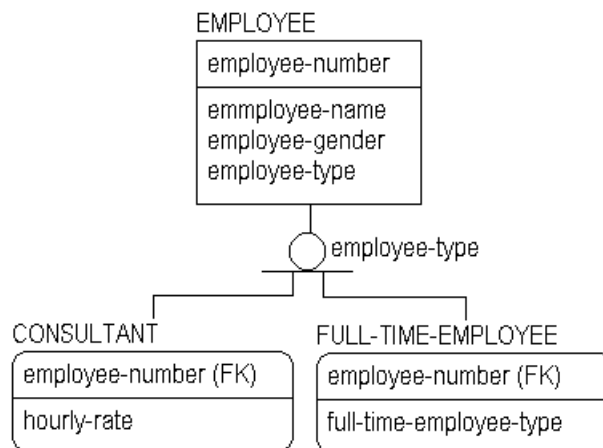 EMPLOYEE
employee-number
emmployee-name
employee-gender
employee-type
employee-type
CONSULTANT
employee-number (FK)
hourly-rate
FULL-TIME-EMPLOYEE
employee-number (FK)
full-time-employee-type